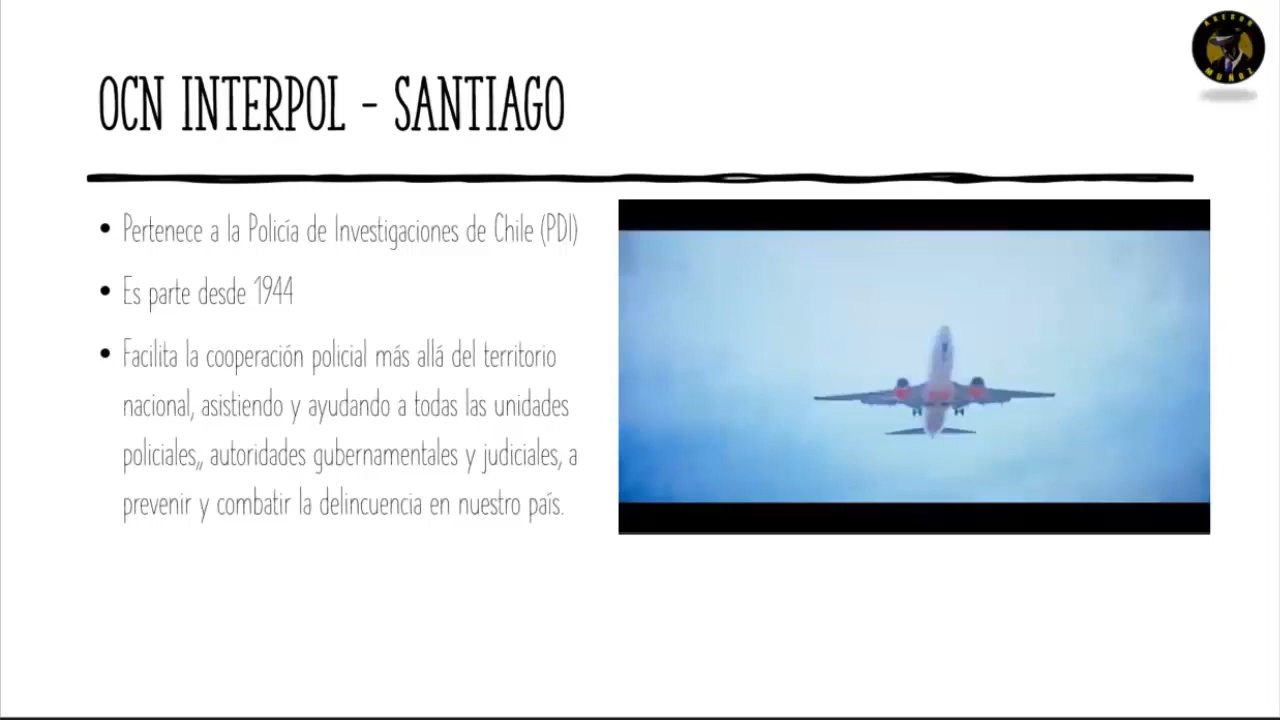 ASESOR
MUÑOZ
OCN INTERPOL - SANTIAGO
• Pertenece a la Policía de Investigaciones de Chile (PDI)
• Es parte desde 1944
• Facilita la cooperación policial más allá del territorio
nacional, asistiendo y ayudando a todas las unidades
policiales,, autoridades gubernamentales y judiciales, a
prevenir y combatir la delincuencia en nuestro país.